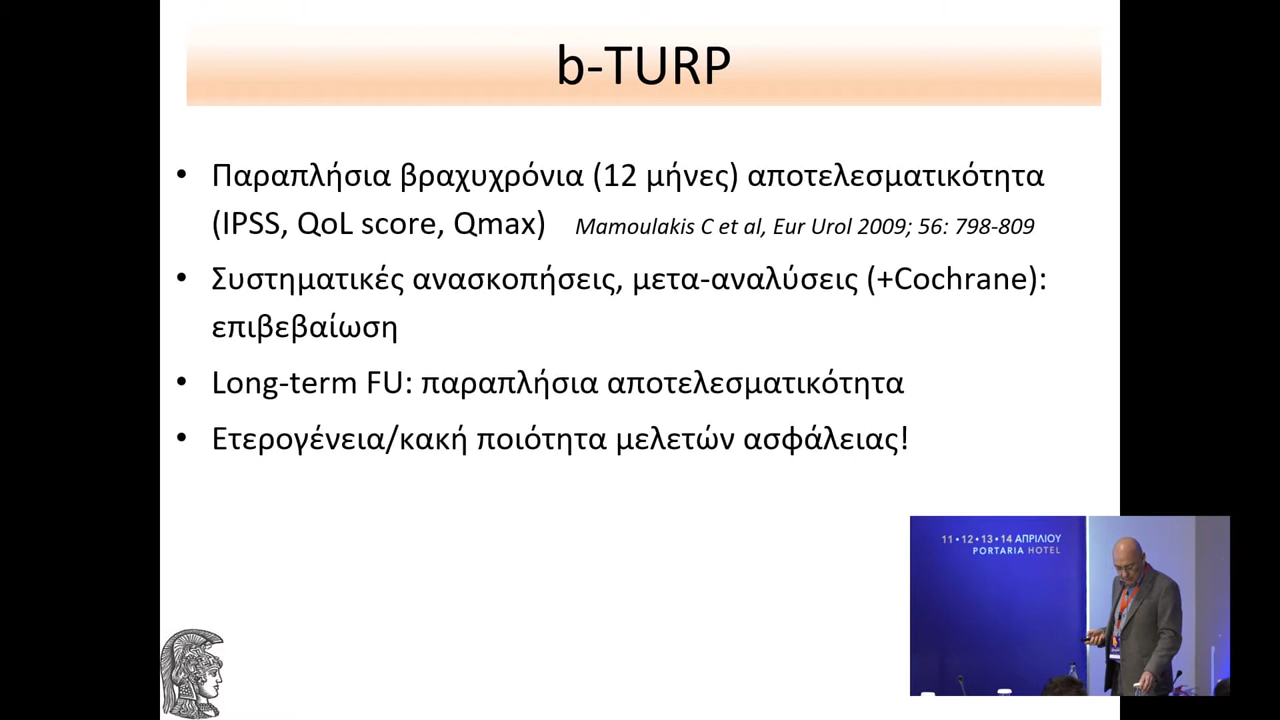 b-TURP
• Παραπλήσια βραχυχρόνια (12 μήνες) αποτελεσματικότητα
(IPSS, QoL score, Qmax) Mamoulakis C et al, Eur Urol 2009; 56: 798-809
• Συστηματικές ανασκοπήσεις, μετα-αναλύσεις (+Cochrane):
επιβεβαίωση
• Long-term FU: παραπλήσια αποτελεσματικότητα
• Ετερογένεια/κακή ποιότητα μελετών ασφάλειας!
11•12•13•14 ΑΠΡΙΛΙΟΥ
PORTARIA HOTEL